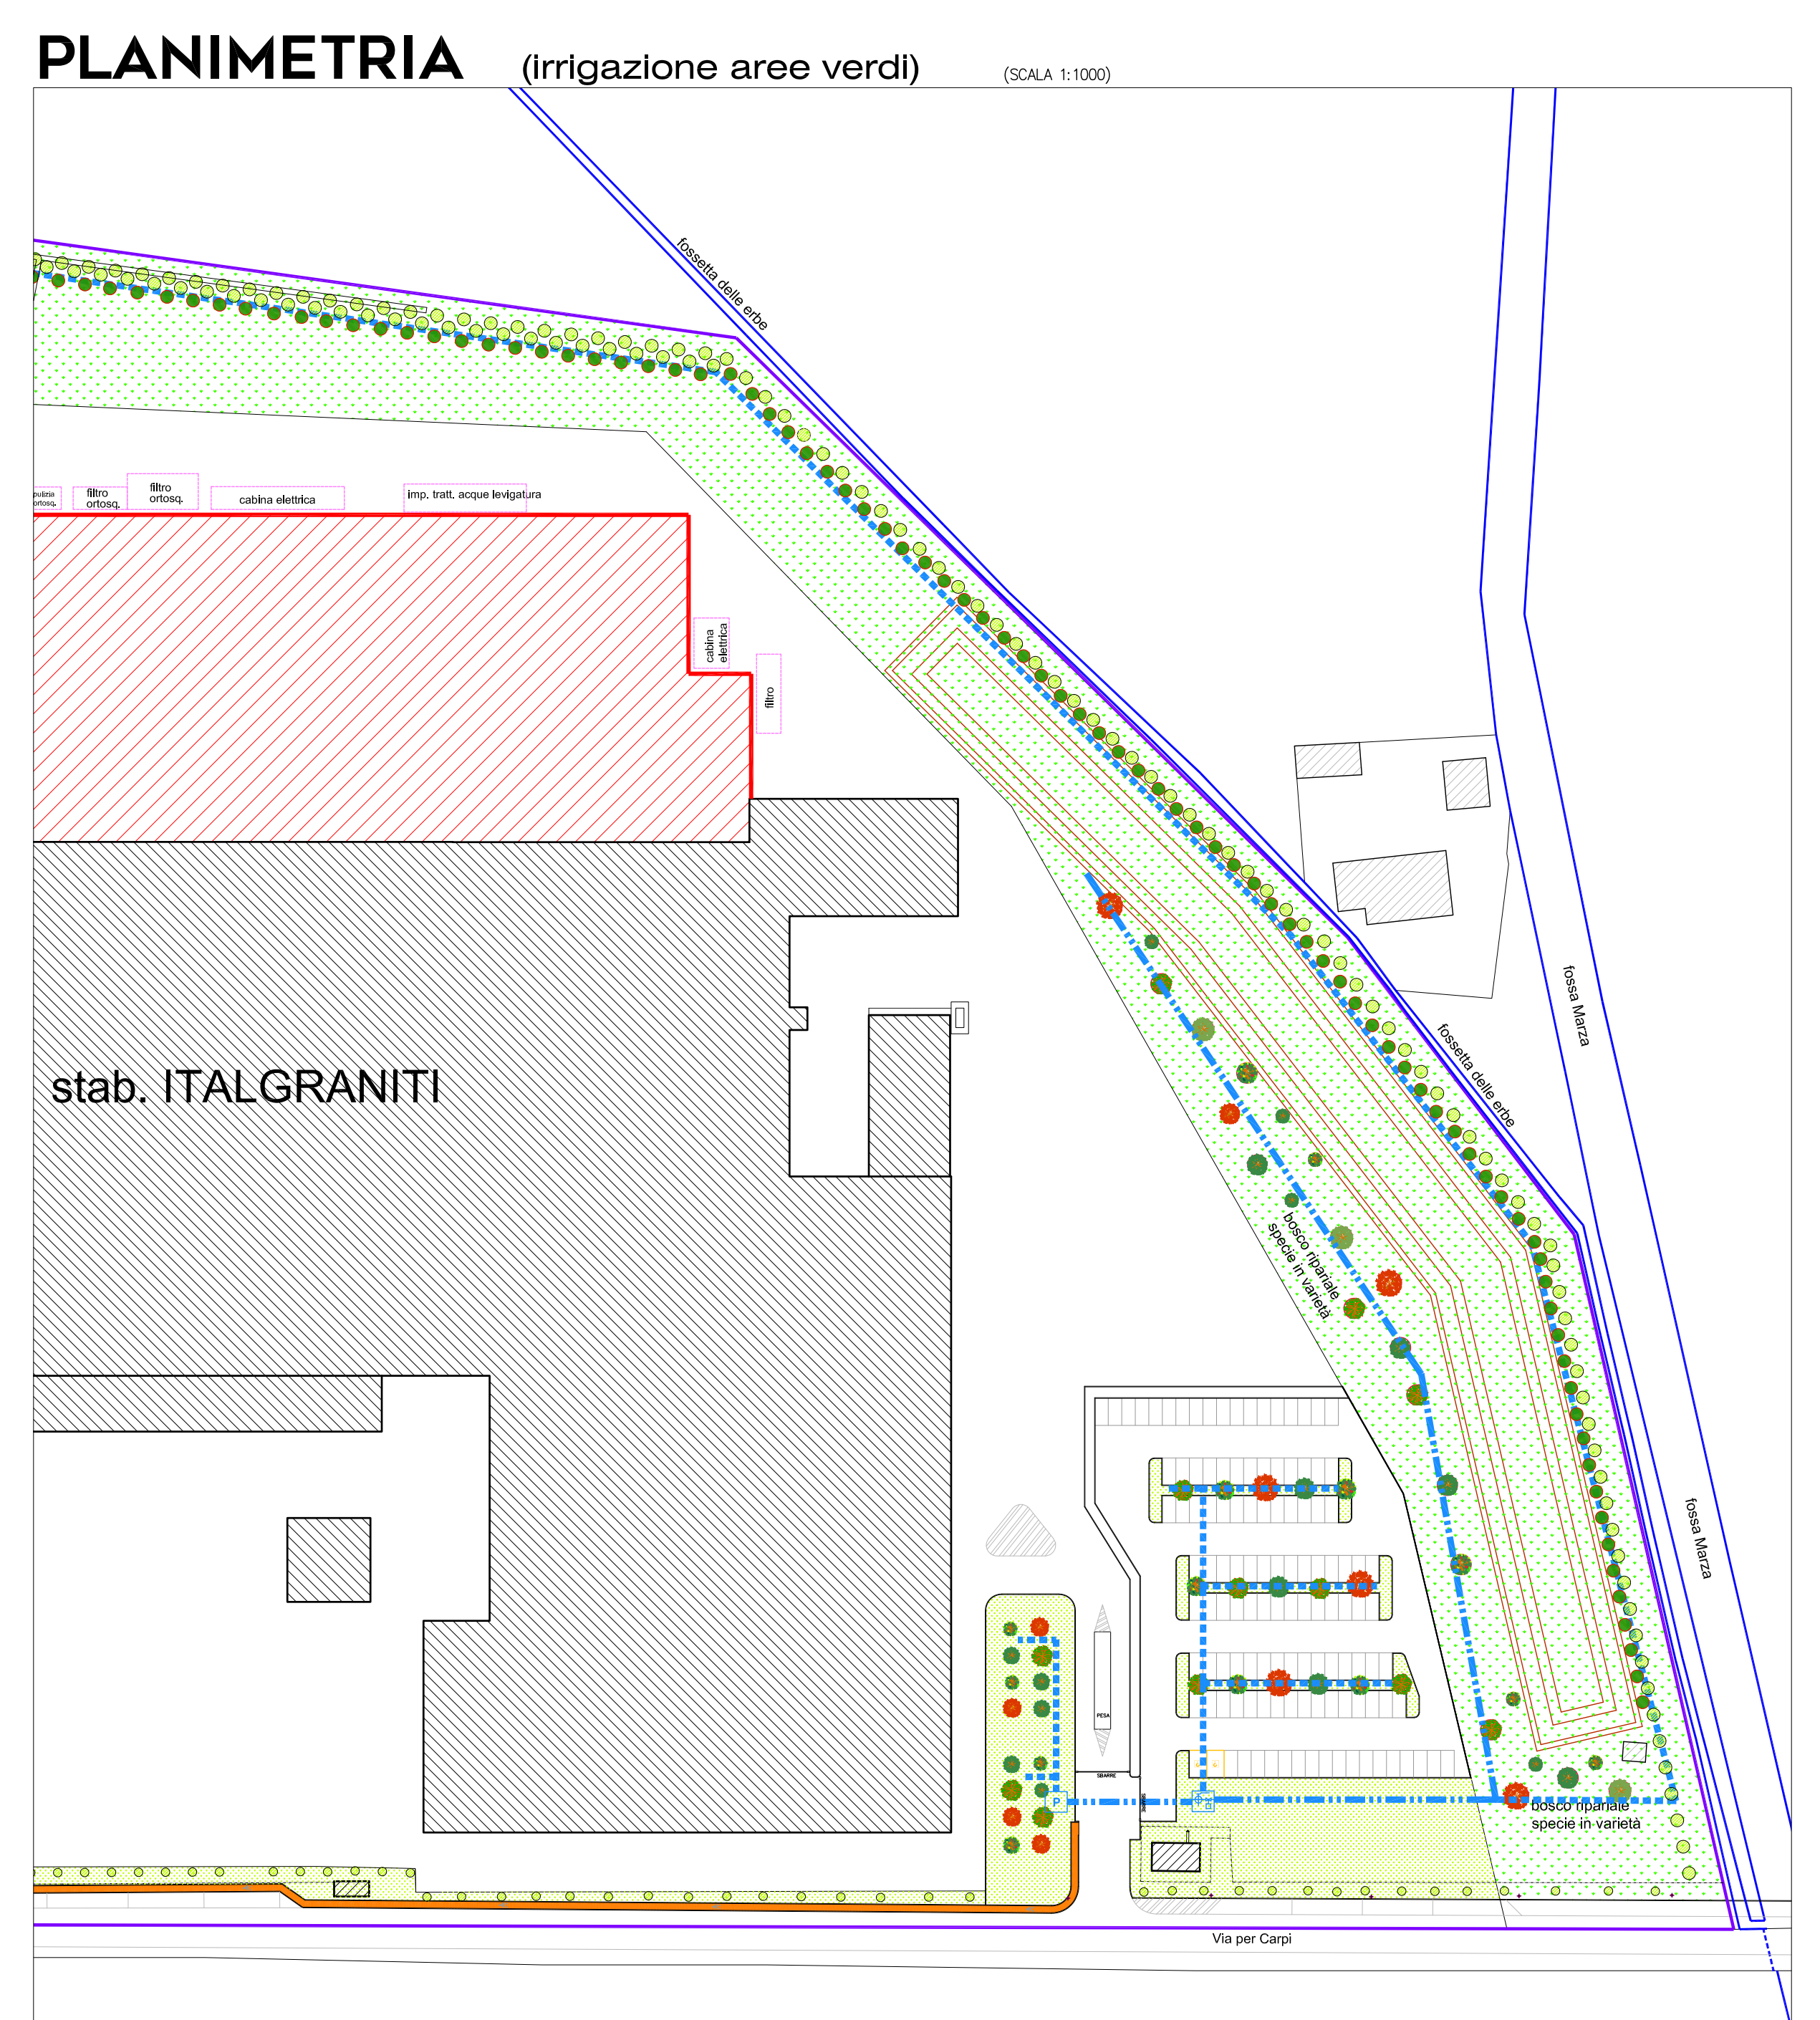 PLANIMETRIA (irrigazione aree verdi) (SCALA 1:1000)
fossetta delle erbe
pulizia
ortosq.
filtro
ortosq.
filtro
ortosq.
cabina elettrica
imp. tratt. acque levigatura
cabina
elettrica
filtro
fossa Marza
fossetta delle erbe
stab. ITALGRANITI
bosco ripariale
specie in varietà
fossa Marza
PESA
SBARRE
P
bosco ripariale
specie in varietà
Via per Carpi